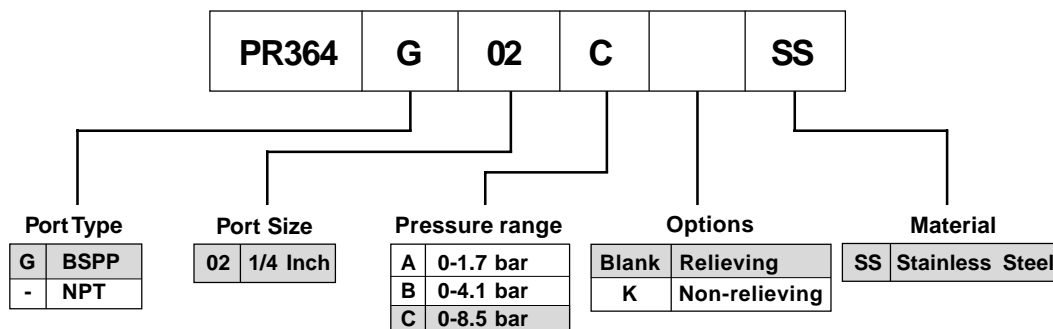 PR364 G 02 C SS
Port Type
G BSPP
- NPT
Port Size
02 1/4 Inch
Pressure range
A 0-1.7 bar
B 0-4.1 bar
C 0-8.5 bar
Options
Blank Relieving
K Non-relieving
Material
SS Stainless Steel